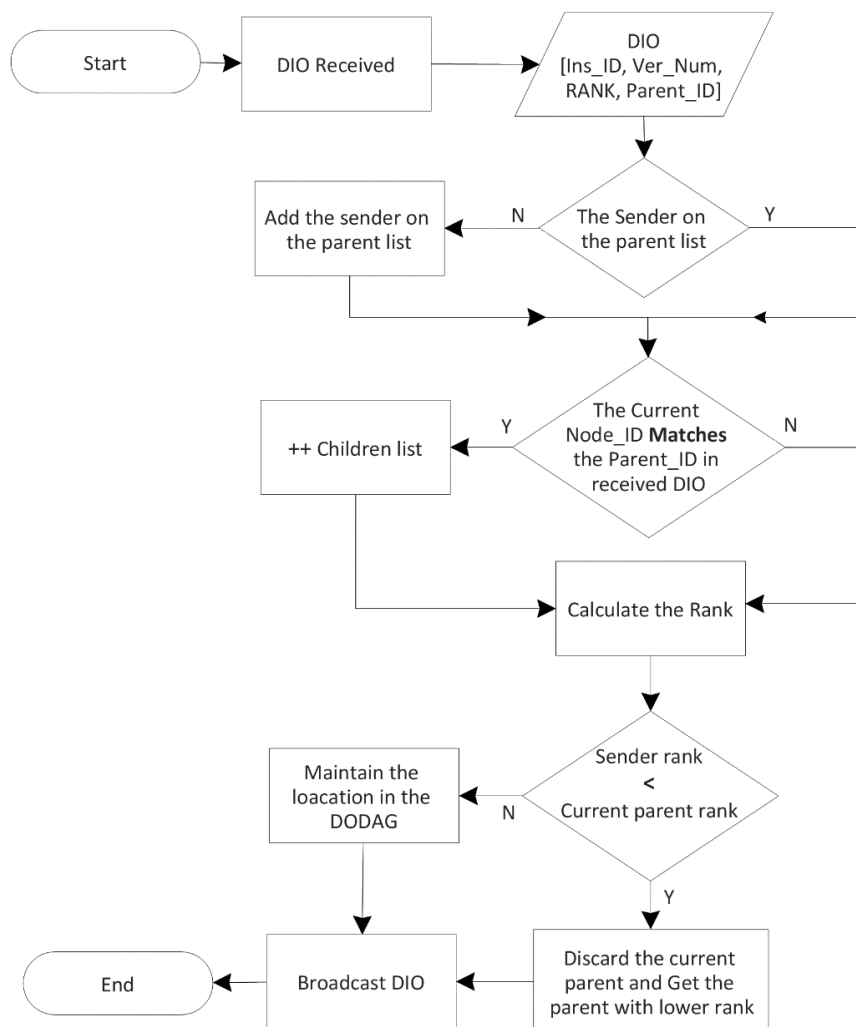 Start
DIO Received
DIO
[Ins_ID, Ver_Num,
RANK, Parent_ID]
Add the sender on
the parent list
N
The Sender on
the parent list
Y
++ Children list
Y
The Current
Node_ID Matches
the Parent_ID in
received DIO
N
Calculate the Rank
Maintain the
loacation in the
DODAG
N
Sender rank
<
Current parent rank
Y
End
Broadcast DIO
Discard the current
parent and Get the
parent with lower rank